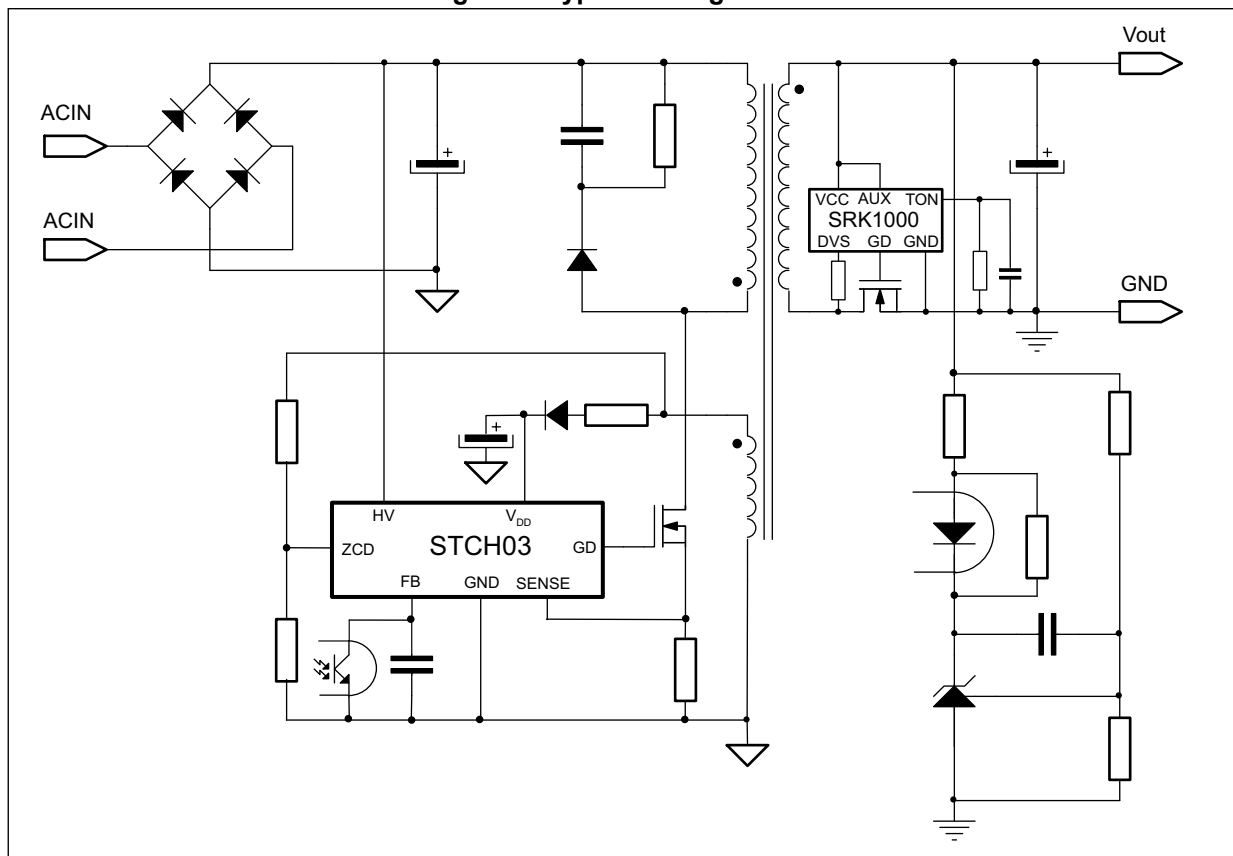 Vout
ACIN
VCC AUX TON
SRK1000
ACIN
DVS GD GND
GND
HV
VDD
ZCD
STCH03
GD
FB
GND
SENSE
+
+
+